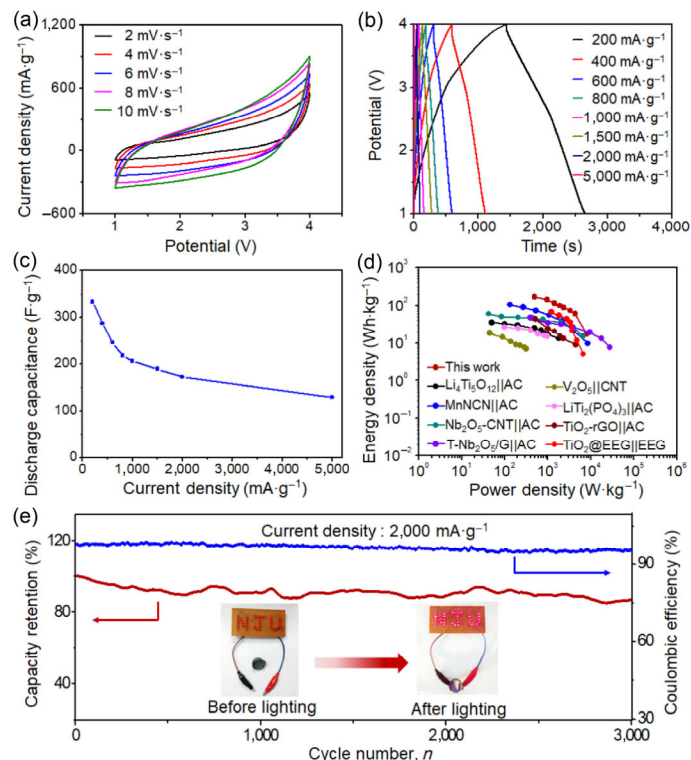 (a)
1,200
600
0
−600
Current density (mA·g⁻¹)
2 mV·s⁻¹
4 mV·s⁻¹
6 mV·s⁻¹
8 mV·s⁻¹
10 mV·s⁻¹
1 2 3 4
Potential (V)
(b)
4
3
2
1
Potential (V)
200 mA·g⁻¹
400 mA·g⁻¹
600 mA·g⁻¹
800 mA·g⁻¹
1,000 mA·g⁻¹
1,500 mA·g⁻¹
2,000 mA·g⁻¹
5,000 mA·g⁻¹
0 1,000 2,000 3,000 4,000
Time (s)
(c)
400
300
200
100
0
Discharge capacitance (F·g⁻¹)
0 1,000 2,000 3,000 4,000 5,000
Current density (mA·g⁻¹)
(d)
10³
10²
10¹
10⁰
10⁻¹
10⁻²
Energy density (Wh·kg⁻¹)
This work
Li₄Ti₅O₁₂||AC
MnNCN||AC
Nb₂O₅-CNT||AC
T-Nb₂O₅/G||AC
V₂O₅||CNT
LiTi₂(PO₄)₃||AC
TiO₂-rGO||AC
TiO₂@EEG||EEG
10⁰ 10¹ 10² 10³ 10⁴ 10⁵ 10⁶
Power density (W·kg⁻¹)
(e)
120
80
40
Capacity retention (%)
Current density : 2,000 mA·g⁻¹
NJU
Before lighting
NJU
After lighting
120
90
60
30
Coulombic efficiency (%)
0 1,000 2,000 3,000
Cycle number, n